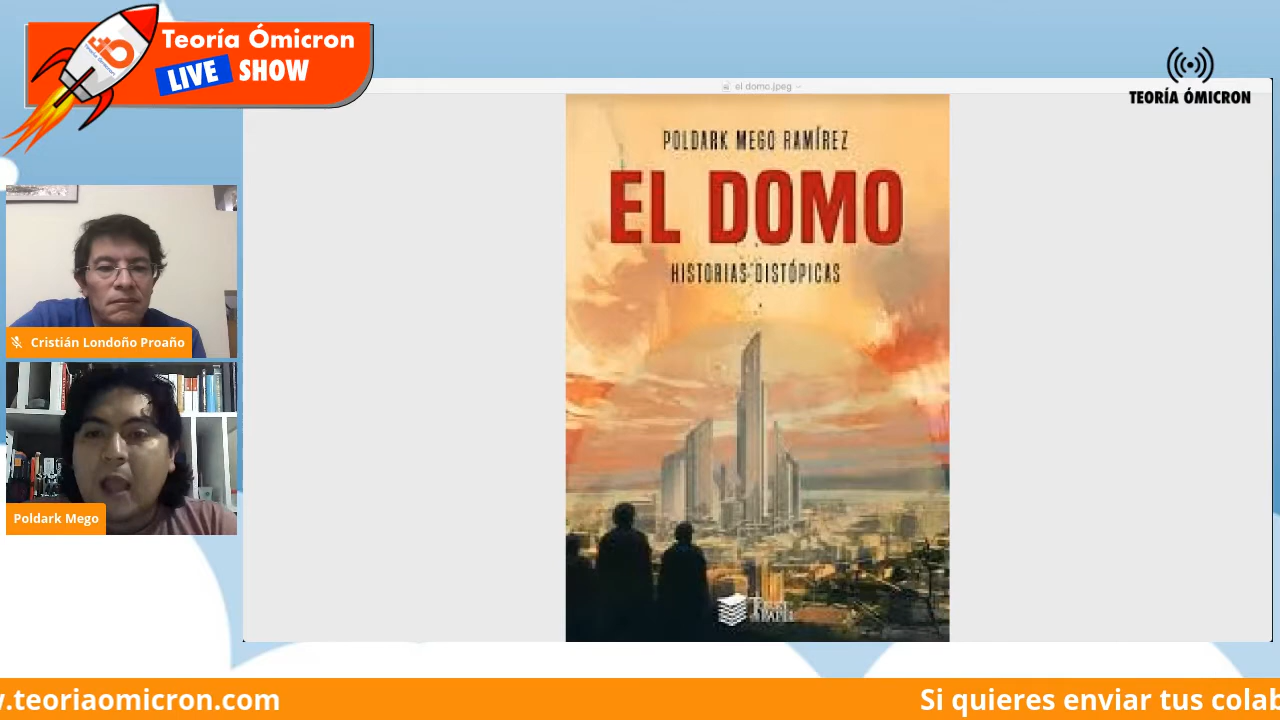 Teoría Ómicron
LIVE SHOW
TEORÍA ÓMICRON
el domo.jpeg
POLDARK MEGO RAMÍREZ
EL DOMO
HISTORIAS DISTÓPICAS
Cristián Londoño Proaño
Poldark Mego
.teoriaomicron.com
Si quieres enviar tus colab